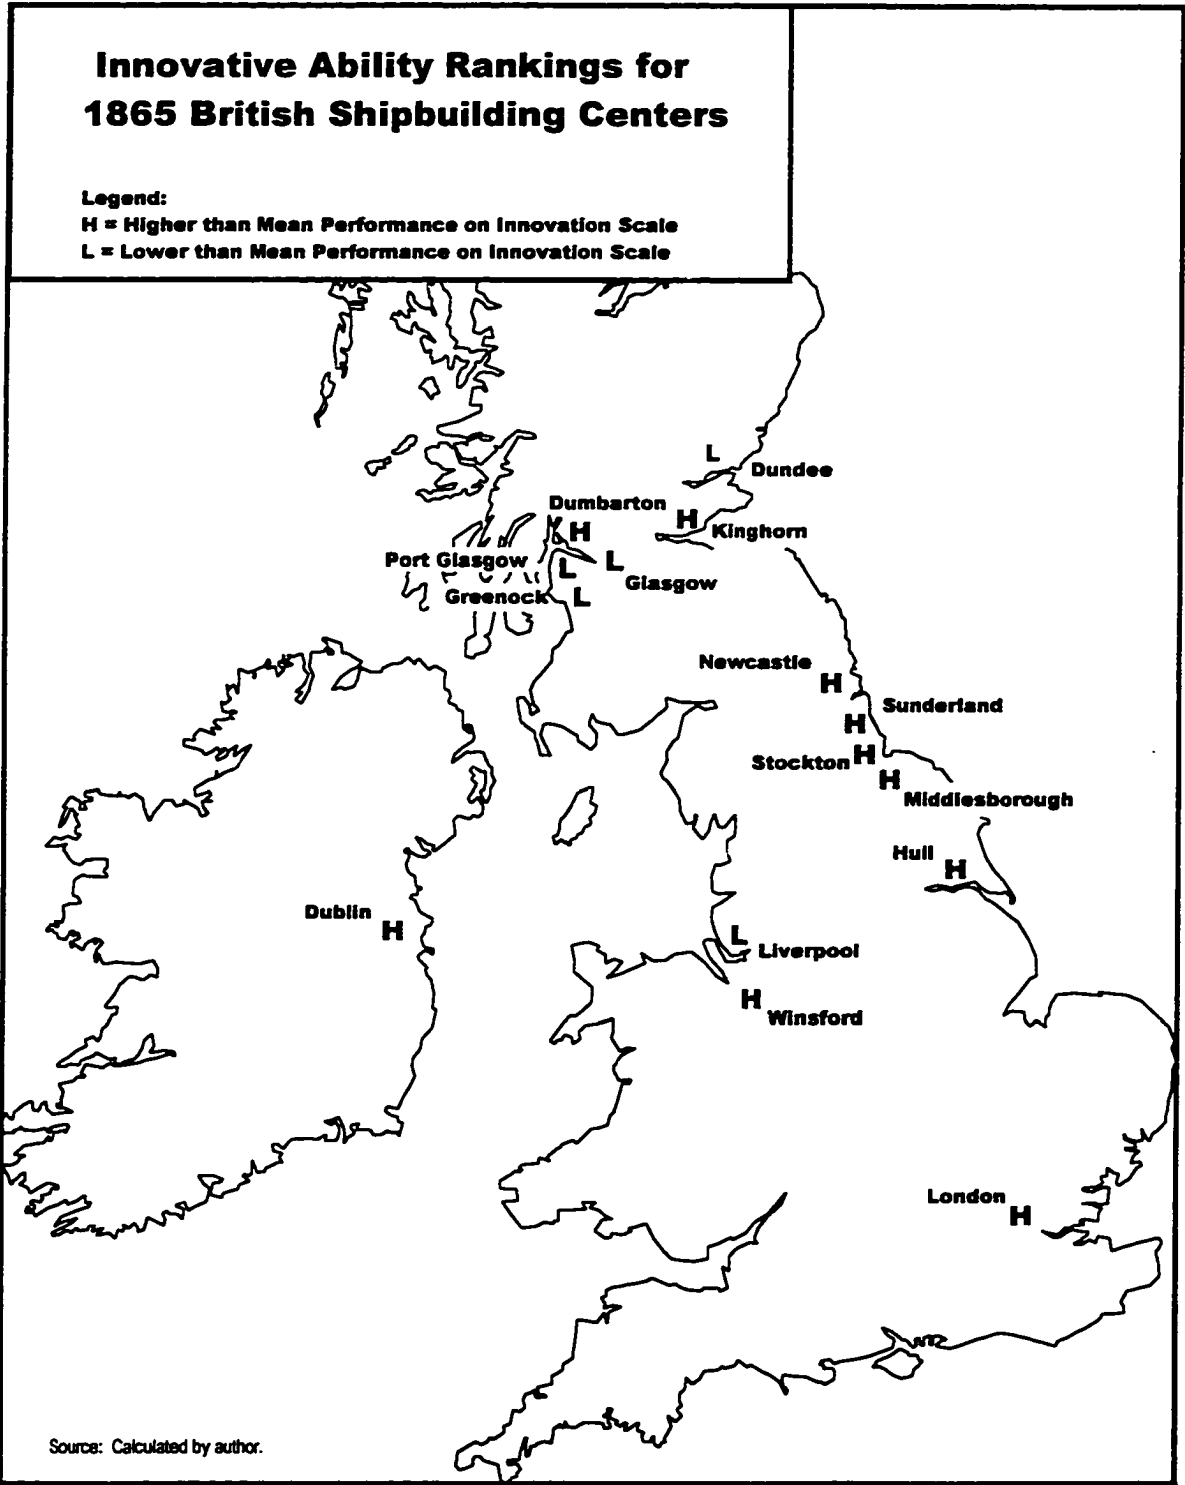 Innovative Ability Rankings for
1865 British Shipbuilding Centers
Legend:
H = Higher than Mean Performance on Innovation Scale
L = Lower than Mean Performance on Innovation Scale
L
Dundee
Dumbarton
H
H
Kinghorn
Port Glasgow
L
L
Glasgow
Greenock
L
Newcastle
H
Sunderland
H
Stockton
H
H
Middlesborough
Hull
H
Dublin
H
L
Liverpool
H
Winsford
London
H
Source: Calculated by author.